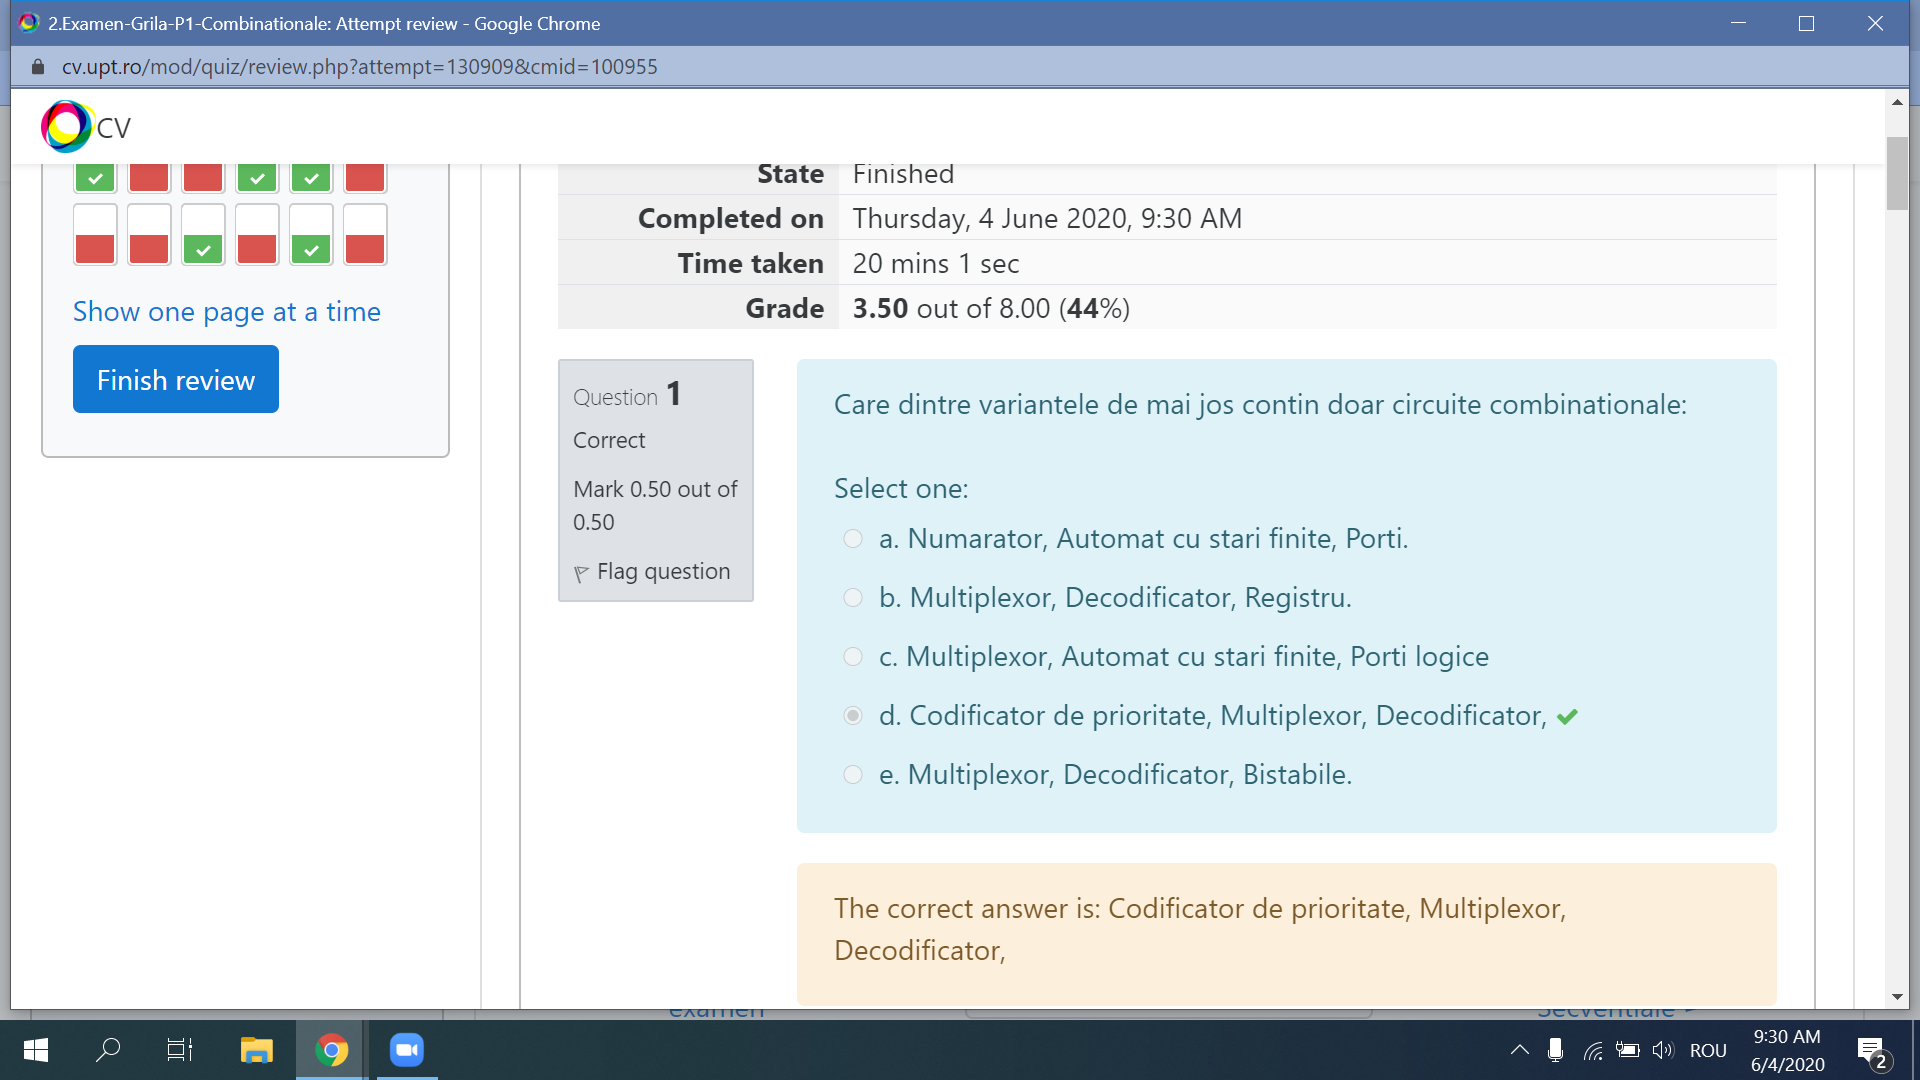 2.Examen-Grila-P1-Combinationale: Attempt review - Google Chrome
cv.upt.ro/mod/quiz/review.php?attempt=130909&cmid=100955
CV
Show one page at a time
Finish review
State Finished
Completed on Thursday, 4 June 2020, 9:30 AM
Time taken 20 mins 1 sec
Grade 3.50 out of 8.00 (44%)
Question 1
Correct
Mark 0.50 out of
0.50
Flag question
Care dintre variantele de mai jos contin doar circuite combinationale:
Select one:
a. Numarator, Automat cu stari finite, Porti.
b. Multiplexor, Decodificator, Registru.
c. Multiplexor, Automat cu stari finite, Porti logice
d. Codificator de prioritate, Multiplexor, Decodificator,
e. Multiplexor, Decodificator, Bistabile.
The correct answer is: Codificator de prioritate, Multiplexor,
Decodificator,
examen
Secventiale >
ROU
9:30 AM
6/4/2020
2